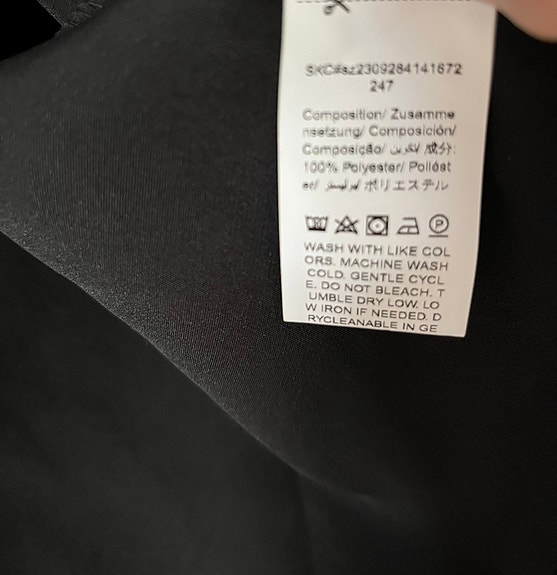 SKC#sz2309284141672
247
Composition/ Zusamme
nsetzung/ Composición/
Composição/ تكوين/ 成分:
100% Polyester/ Poliést
er/ بوليستر/ ポリエステル
WASH WITH LIKE COL
ORS. MACHINE WASH
COLD. GENTLE CYCL
E. DO NOT BLEACH. T
UMBLE DRY LOW. LO
W IRON IF NEEDED. D
RYCLEANABLE IN GE